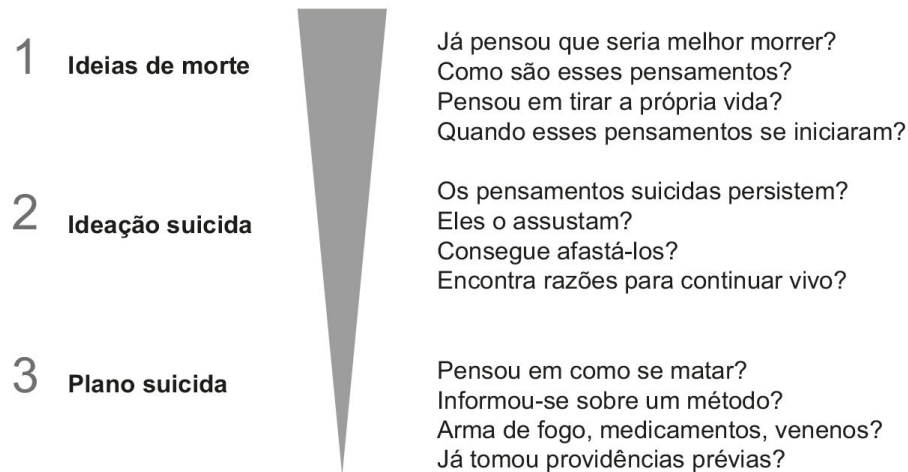 1 Ideias de morte
Já pensou que seria melhor morrer?
Como são esses pensamentos?
Pensou em tirar a própria vida?
Quando esses pensamentos se iniciaram?
2 Ideação suicida
Os pensamentos suicidas persistem?
Eles o assustam?
Consegue afastá-los?
Encontra razões para continuar vivo?
3 Plano suicida
Pensou em como se matar?
Informou-se sobre um método?
Arma de fogo, medicamentos, venenos?
Já tomou providências prévias?